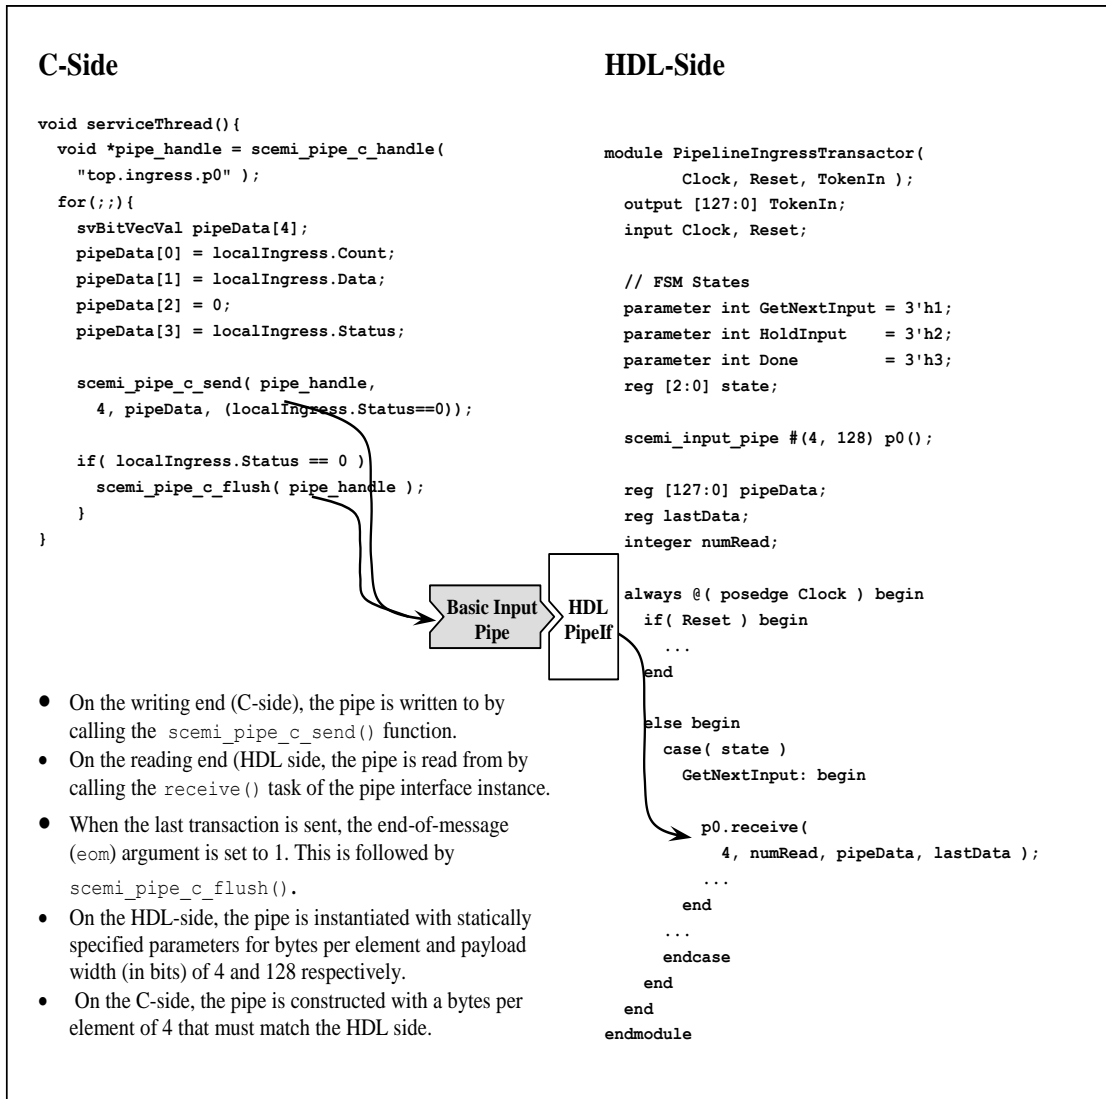 C-Side
void serviceThread(){
void *pipe_handle = scemi_pipe_c_handle(
"top.ingress.p0" );
for(;;){
svBitVecVal pipeData[4];
pipeData[0] = localIngress.Count;
pipeData[1] = localIngress.Data;
pipeData[2] = 0;
pipeData[3] = localIngress.Status;
scemi_pipe_c_send( pipe_handle,
4, pipeData, (localIngress.Status==0));
if( localIngress.Status == 0 )
scemi_pipe_c_flush( pipe_handle );
}
}
Basic Input
Pipe
HDL
PipeIf
• On the writing end (C-side), the pipe is written to by
calling the scemi_pipe_c_send() function.
• On the reading end (HDL side, the pipe is read from by
calling the receive() task of the pipe interface instance.
• When the last transaction is sent, the end-of-message
(eom) argument is set to 1. This is followed by
scemi_pipe_c_flush().
• On the HDL-side, the pipe is instantiated with statically
specified parameters for bytes per element and payload
width (in bits) of 4 and 128 respectively.
• On the C-side, the pipe is constructed with a bytes per
element of 4 that must match the HDL side.
HDL-Side
module PipelineIngressTransactor(
Clock, Reset, TokenIn );
output [127:0] TokenIn;
input Clock, Reset;
// FSM States
parameter int GetNextInput = 3'h1;
parameter int HoldInput = 3'h2;
parameter int Done = 3'h3;
reg [2:0] state;
scemi_input_pipe #(4, 128) p0();
reg [127:0] pipeData;
reg lastData;
integer numRead;
always @( posedge Clock ) begin
if( Reset ) begin
...
end
else begin
case( state )
GetNextInput: begin
p0.receive(
4, numRead, pipeData, lastData );
...
end
...
endcase
end
end
endmodule